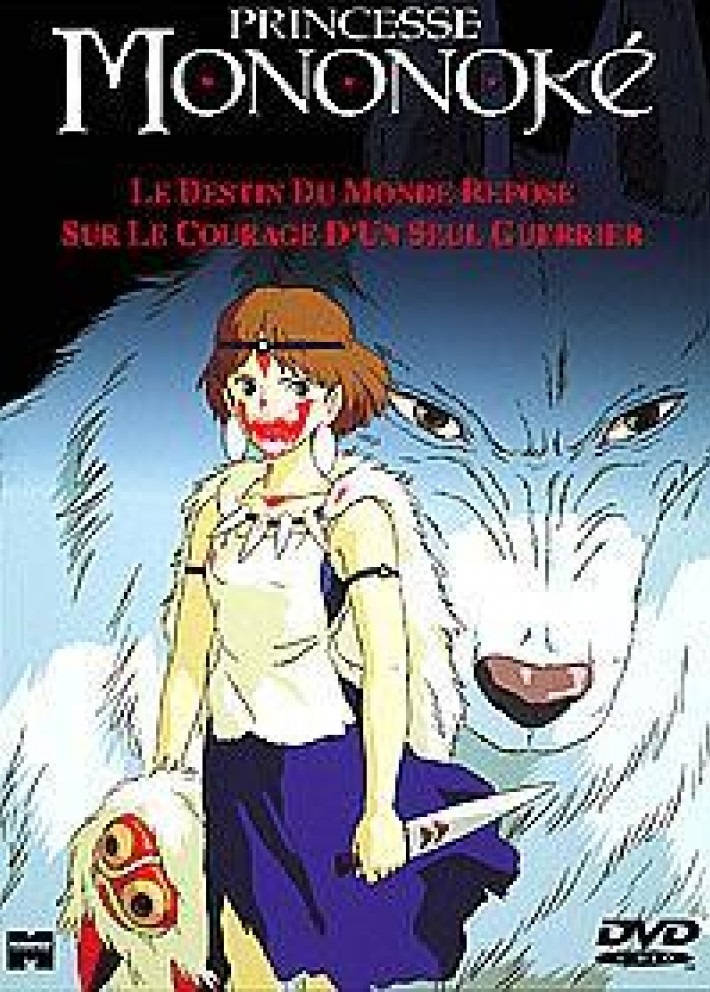 PRINCESSE
MONONOKÉ
LE DESTIN DU MONDE REPOSE
SUR LE COURAGE D'UN SEUL GUERRIER
DVD